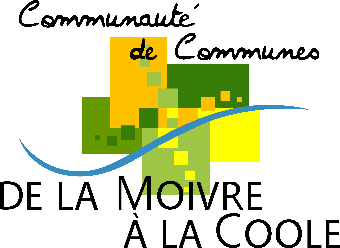 Communauté
de Communes
DE LA MOIVRE
À LA COOLE